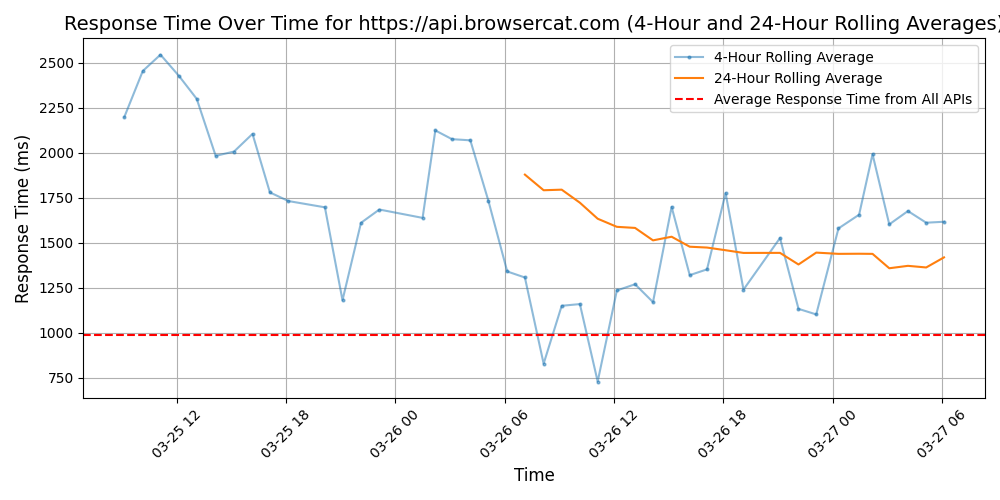 Response Time Over Time for https://api.browsercat.com (4-Hour and 24-Hour Rolling Averages)
4-Hour Rolling Average
24-Hour Rolling Average
Average Response Time from All APIs
Response Time (ms)
2500
2250
2000
1750
1500
1250
1000
750
03-25 12
03-25 18
03-26 00
03-26 06
03-26 12
03-26 18
03-27 00
03-27 06
Time